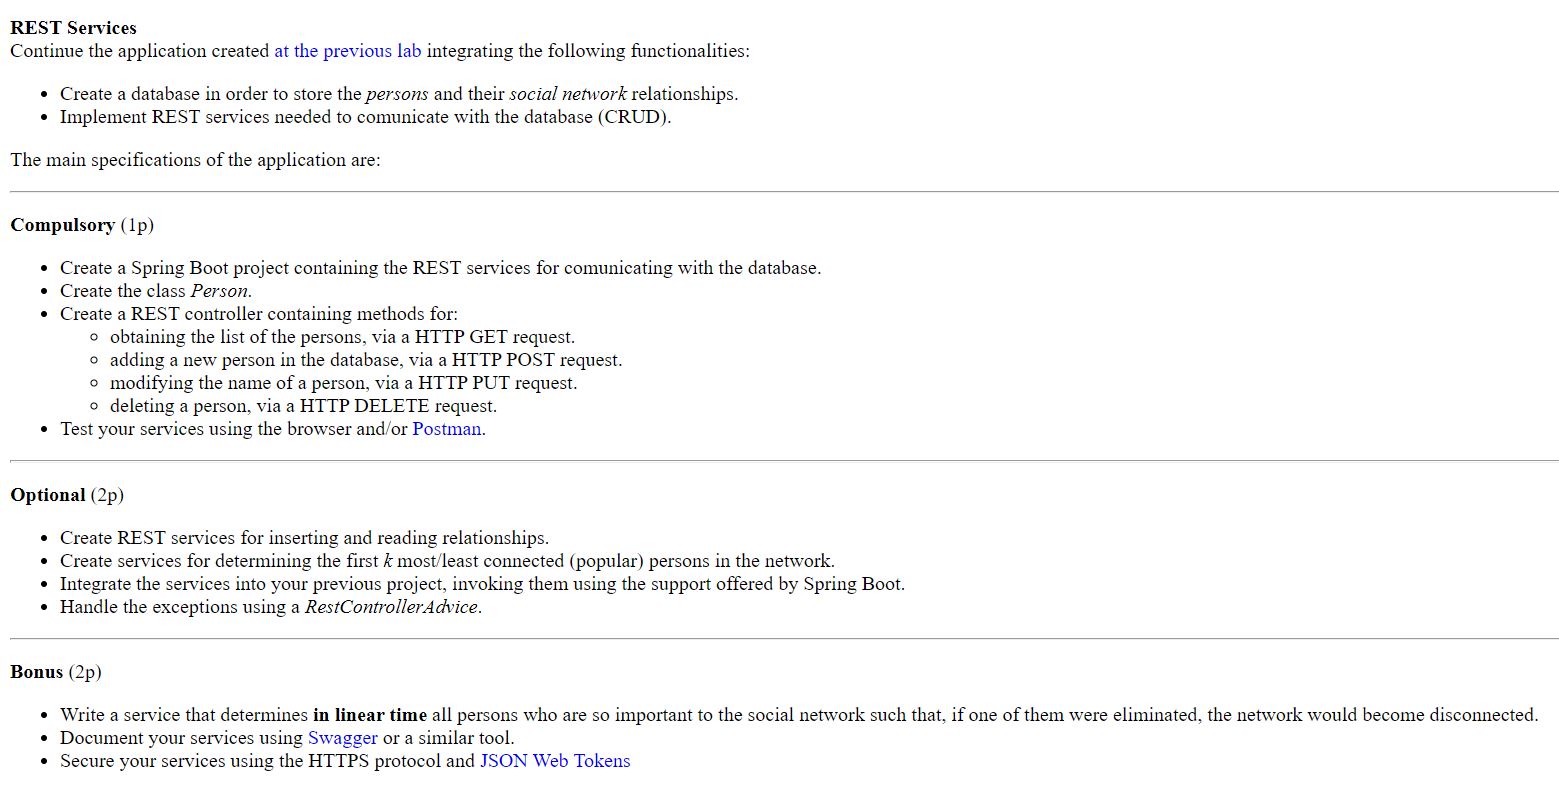 REST Services
Continue the application created at the previous lab integrating the following functionalities:
• Create a database in order to store the persons and their social network relationships.
• Implement REST services needed to comunicate with the database (CRUD).
The main specifications of the application are:
Compulsory (1p)
• Create a Spring Boot project containing the REST services for comunicating with the database.
• Create the class Person.
• Create a REST controller containing methods for:
◦ obtaining the list of the persons, via a HTTP GET request.
◦ adding a new person in the database, via a HTTP POST request.
◦ modifying the name of a person, via a HTTP PUT request.
◦ deleting a person, via a HTTP DELETE request.
• Test your services using the browser and/or Postman.
Optional (2p)
• Create REST services for inserting and reading relationships.
• Create services for determining the first k most/least connected (popular) persons in the network.
• Integrate the services into your previous project, invoking them using the support offered by Spring Boot.
• Handle the exceptions using a RestControllerAdvice.
Bonus (2p)
• Write a service that determines in linear time all persons who are so important to the social network such that, if one of them were eliminated, the network would become disconnected.
• Document your services using Swagger or a similar tool.
• Secure your services using the HTTPS protocol and JSON Web Tokens